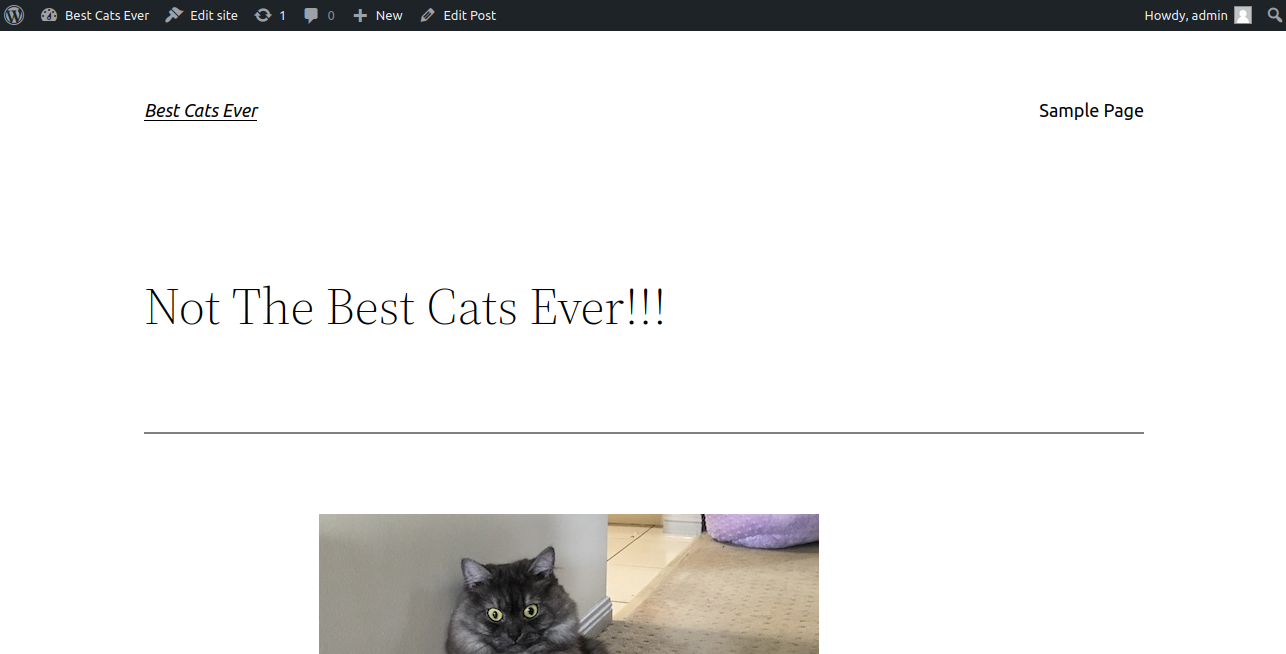 Best Cats Ever Edit site 1 0 New Edit Post Howdy, admin
Best Cats Ever Sample Page
Not The Best Cats Ever!!!